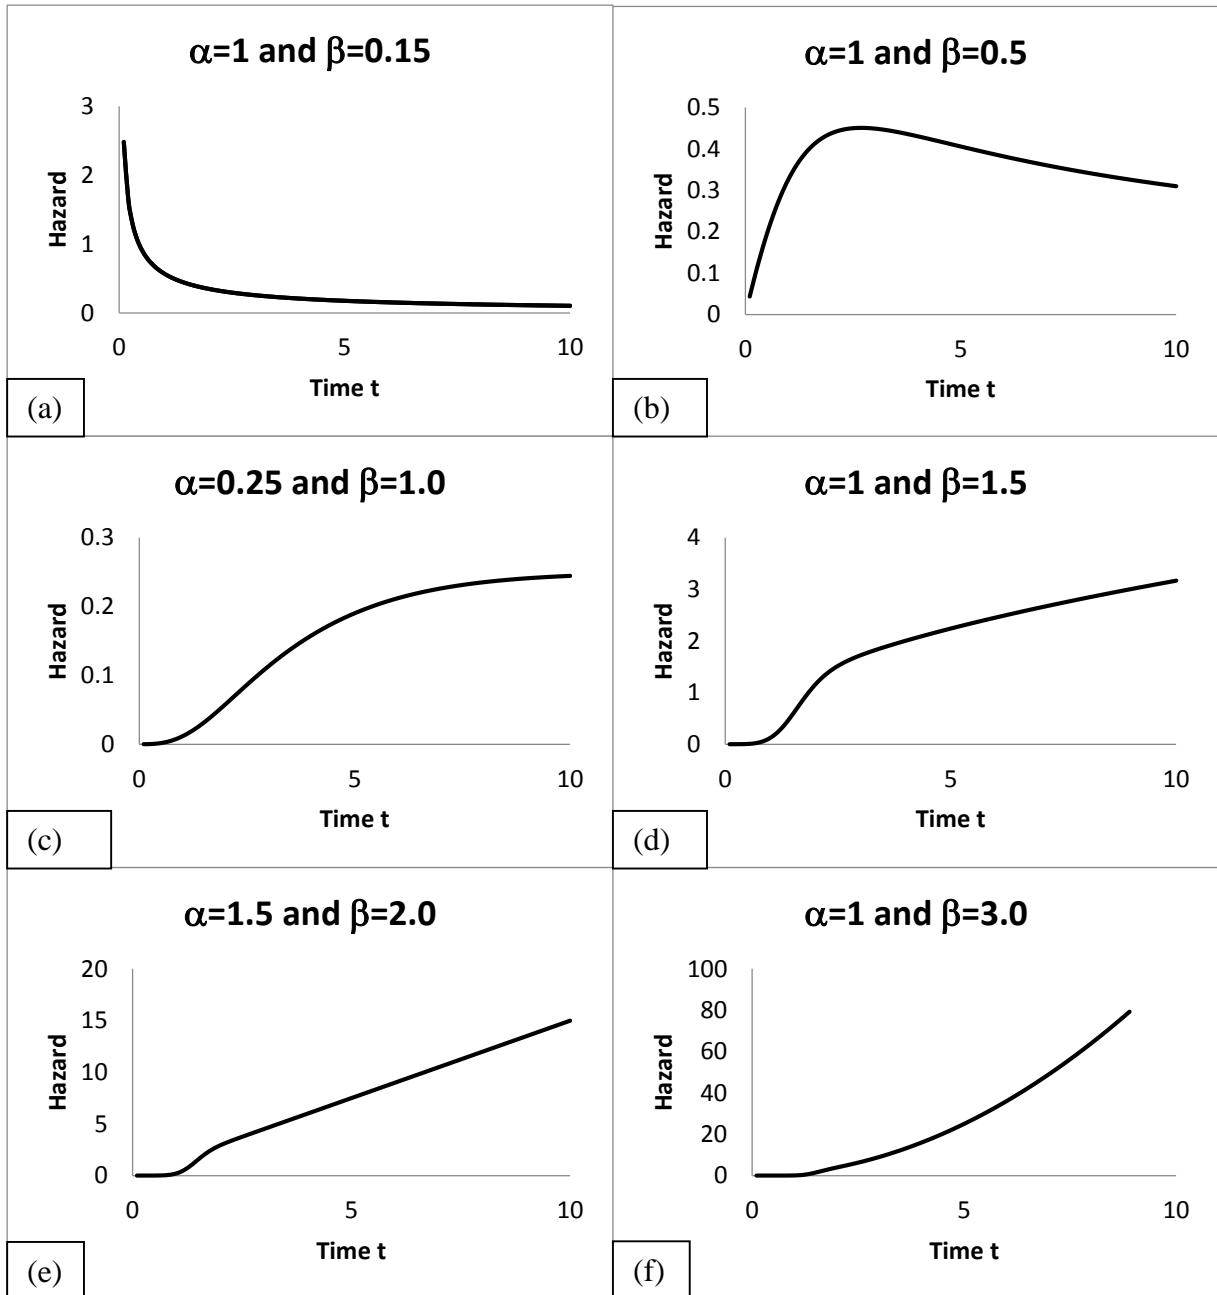 α=1 and β=0.15
3
2
1
0
Hazard
0 5 10
Time t
(a)
α=1 and β=0.5
0.5
0.4
0.3
0.2
0.1
0
Hazard
0 5 10
Time t
(b)
α=0.25 and β=1.0
0.3
0.2
0.1
0
Hazard
0 5 10
Time t
(c)
α=1 and β=1.5
4
3
2
1
0
Hazard
0 5 10
Time t
(d)
α=1.5 and β=2.0
20
15
10
5
0
Hazard
0 5 10
Time t
(e)
α=1 and β=3.0
100
80
60
40
20
0
Hazard
0 5 10
Time t
(f)